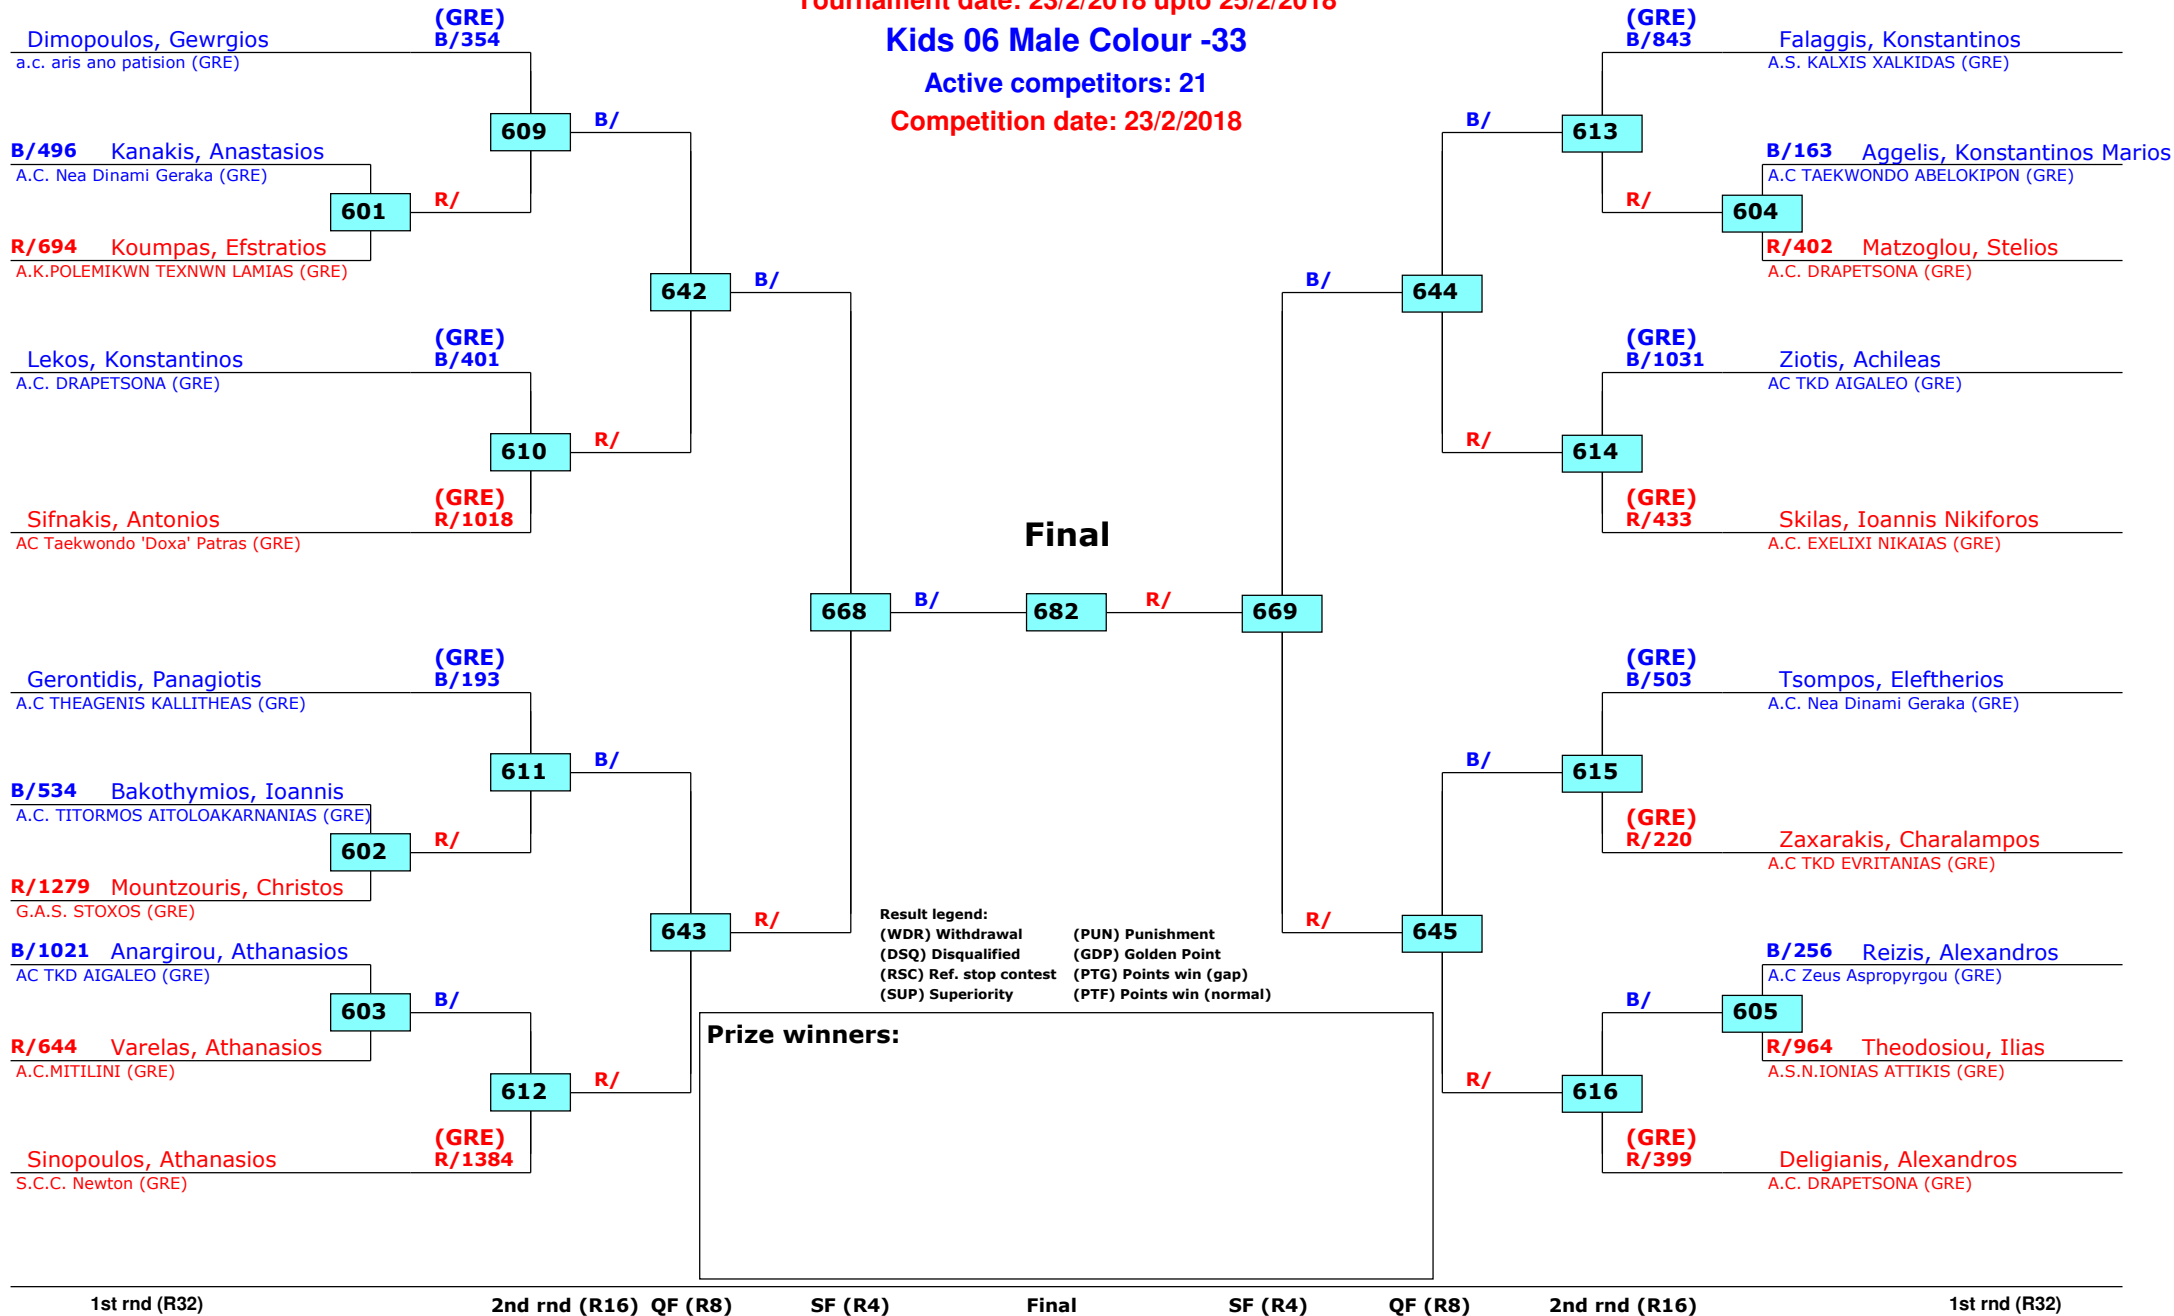 Tournament date: 23/2/2018 upto 25/2/2018
Kids 06 Male Colour -33
Active competitors: 21
Competition date: 23/2/2018
(GRE)
Dimopoulos, Gewrgios B/354
a.c. aris ano patision (GRE)
609 B/
B/496 Kanakis, Anastasios
A.C. Nea Dinami Geraka (GRE)
601 R/
R/694 Koumpas, Efstratios
A.K.POLEMIKWN TEXNWN LAMIAS (GRE)
642 B/
(GRE)
Lekos, Konstantinos B/401
A.C. DRAPETSONA (GRE)
610 R/
(GRE)
Sifnakis, Antonios R/1018
AC Taekwondo 'Doxa' Patras (GRE)
668 B/
(GRE)
Gerontidis, Panagiotis B/193
A.C THEAGENIS KALLITHEAS (GRE)
611 B/
B/534 Bakothymios, Ioannis
A.C. TITORMOS AITOLOAKARNANIAS (GRE)
602 R/
R/1279 Mountzouris, Christos
G.A.S. STOXOS (GRE)
643 R/
B/1021 Anargirou, Athanasios
AC TKD AIGALEO (GRE)
603 B/
R/644 Varelas, Athanasios
A.C.MITILINI (GRE)
612 R/
(GRE)
Sinopoulos, Athanasios R/1384
S.C.C. Newton (GRE)
Final
682
(GRE)
B/843 Falaggis, Konstantinos
A.S. KALXIS XALKIDAS (GRE)
B/ 613
B/163 Aggelis, Konstantinos Marios
A.C TAEKWONDO ABELOKIPON (GRE)
R/ 604
R/402 Matzoglou, Stelios
A.C. DRAPETSONA (GRE)
B/ 644
(GRE)
B/1031 Ziotis, Achileas
AC TKD AIGALEO (GRE)
R/ 614
(GRE)
R/433 Skilas, Ioannis Nikiforos
A.C. EXELIXI NIKAIAS (GRE)
R/ 669
(GRE)
B/503 Tsompos, Eleftherios
A.C. Nea Dinami Geraka (GRE)
B/ 615
(GRE)
R/220 Zaxarakis, Charalampos
A.C TKD EVRITANIAS (GRE)
R/ 645
B/256 Reizis, Alexandros
A.C Zeus Aspropyrgou (GRE)
B/ 605
R/964 Theodosiou, Ilias
A.S.N.IONIAS ATTIKIS (GRE)
R/ 616
(GRE)
R/399 Deligianis, Alexandros
A.C. DRAPETSONA (GRE)
Result legend:
(WDR) Withdrawal (PUN) Punishment
(DSQ) Disqualified (GDP) Golden Point
(RSC) Ref. stop contest (PTG) Points win (gap)
(SUP) Superiority (PTF) Points win (normal)
Prize winners:
1st rnd (R32) 2nd rnd (R16) QF (R8) SF (R4) Final SF (R4) QF (R8) 2nd rnd (R16) 1st rnd (R32)